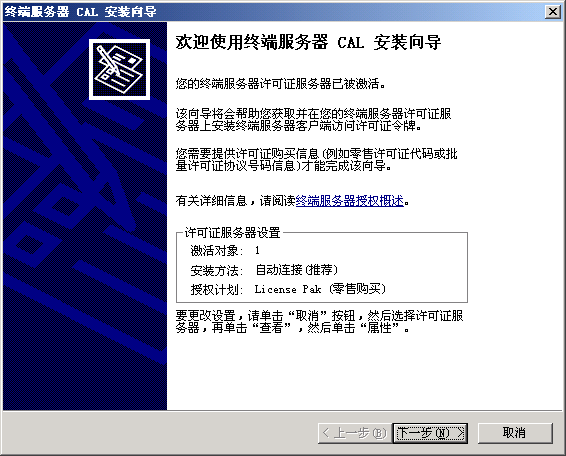 终端服务器 CAL 安装向导
欢迎使用终端服务器 CAL 安装向导
您的终端服务器许可证服务器已被激活。
该向导将会帮助您获取并在您的终端服务器许可证服
务器上安装终端服务器客户端访问许可证令牌。
您需要提供许可证购买信息(例如零售许可证代码或批
量许可证协议号码信息)才能完成该向导。
有关详细信息，请阅读终端服务器授权概述。
许可证服务器设置
激活对象: 1
安装方法: 自动连接(推荐)
授权计划: License Pak (零售购买)
要更改设置，请单击“取消”按钮，然后选择许可证服
务器，再单击“查看”，然后单击“属性”。
< 上一步(B)
下一步(N) >
取消